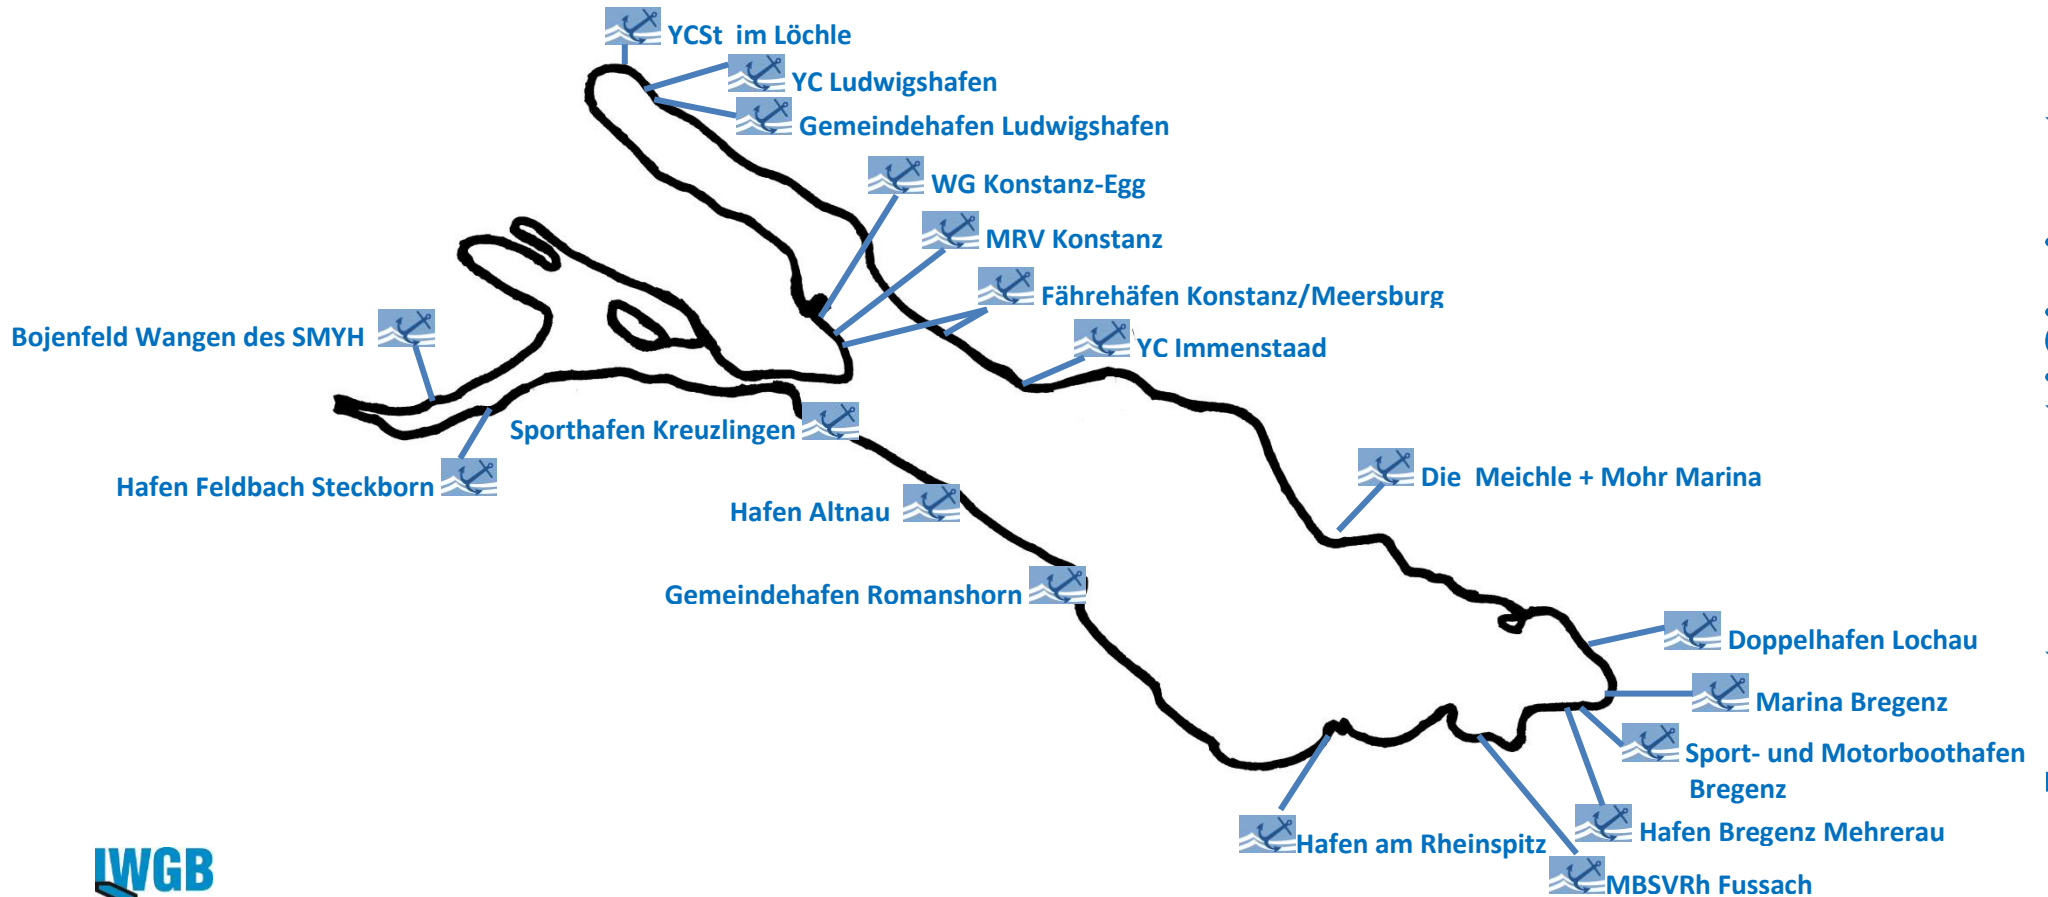 YCSt im Löchle
YC Ludwigshafen
Gemeindehafen Ludwigshafen
WG Konstanz-Egg
MRV Konstanz
Fährehäfen Konstanz/Meersburg
Bojenfeld Wangen des SMYH
YC Immenstaad
Sporthafen Kreuzlingen
Die Meichle + Mohr Marina
Hafen Feldbach Steckborn
Hafen Altnau
Gemeindehafen Romanshorn
Doppelhafen Lochau
Marina Bregenz
Sport- und Motorboothafen
Bregenz
Hafen Bregenz Mehrerau
Hafen am Rheinspitz
MBSVRh Fussach
IWGB